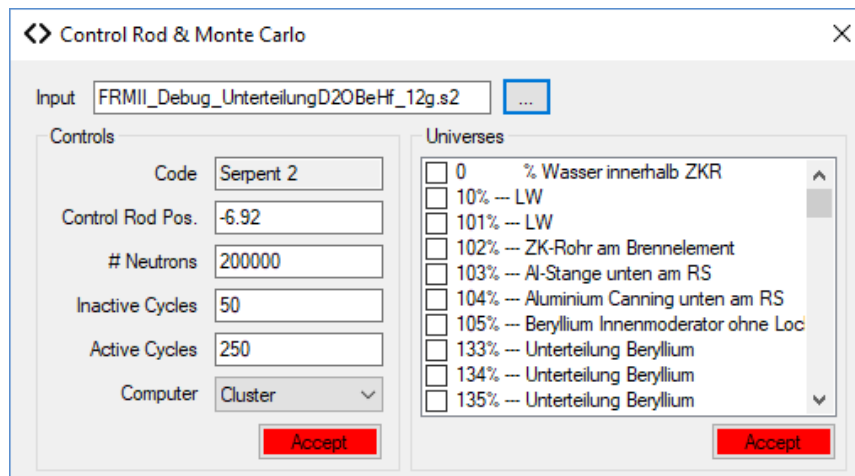 Control Rod & Monte Carlo
Input FRMII_Debug_UnterteilungD2OBeHf_12g.s2 ...
Controls
Code Serpent 2
Control Rod Pos. -6.92
# Neutrons 200000
Inactive Cycles 50
Active Cycles 250
Computer Cluster
Accept
Universes
0 % Wasser innerhalb ZKR
10% --- LW
101% --- LW
102% --- ZK-Rohr am Brennelement
103% --- Al-Stange unten am RS
104% --- Aluminium Canning unten am RS
105% --- Beryllium Innenmoderator ohne Loc
133% --- Unterteilung Beryllium
134% --- Unterteilung Beryllium
135% --- Unterteilung Beryllium
Accept